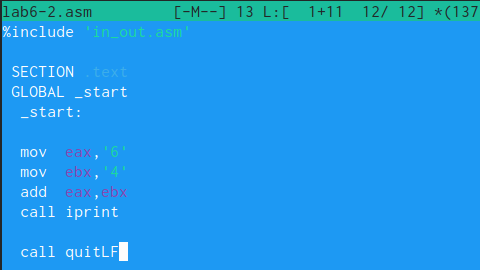 lab6-2.asm [-M--] 13 L:[ 1+11 12/ 12] *(137
%include 'in_out.asm'
SECTION .text
GLOBAL _start
_start:
mov eax,'6'
mov ebx,'4'
add eax,ebx
call iprint
call quitLF